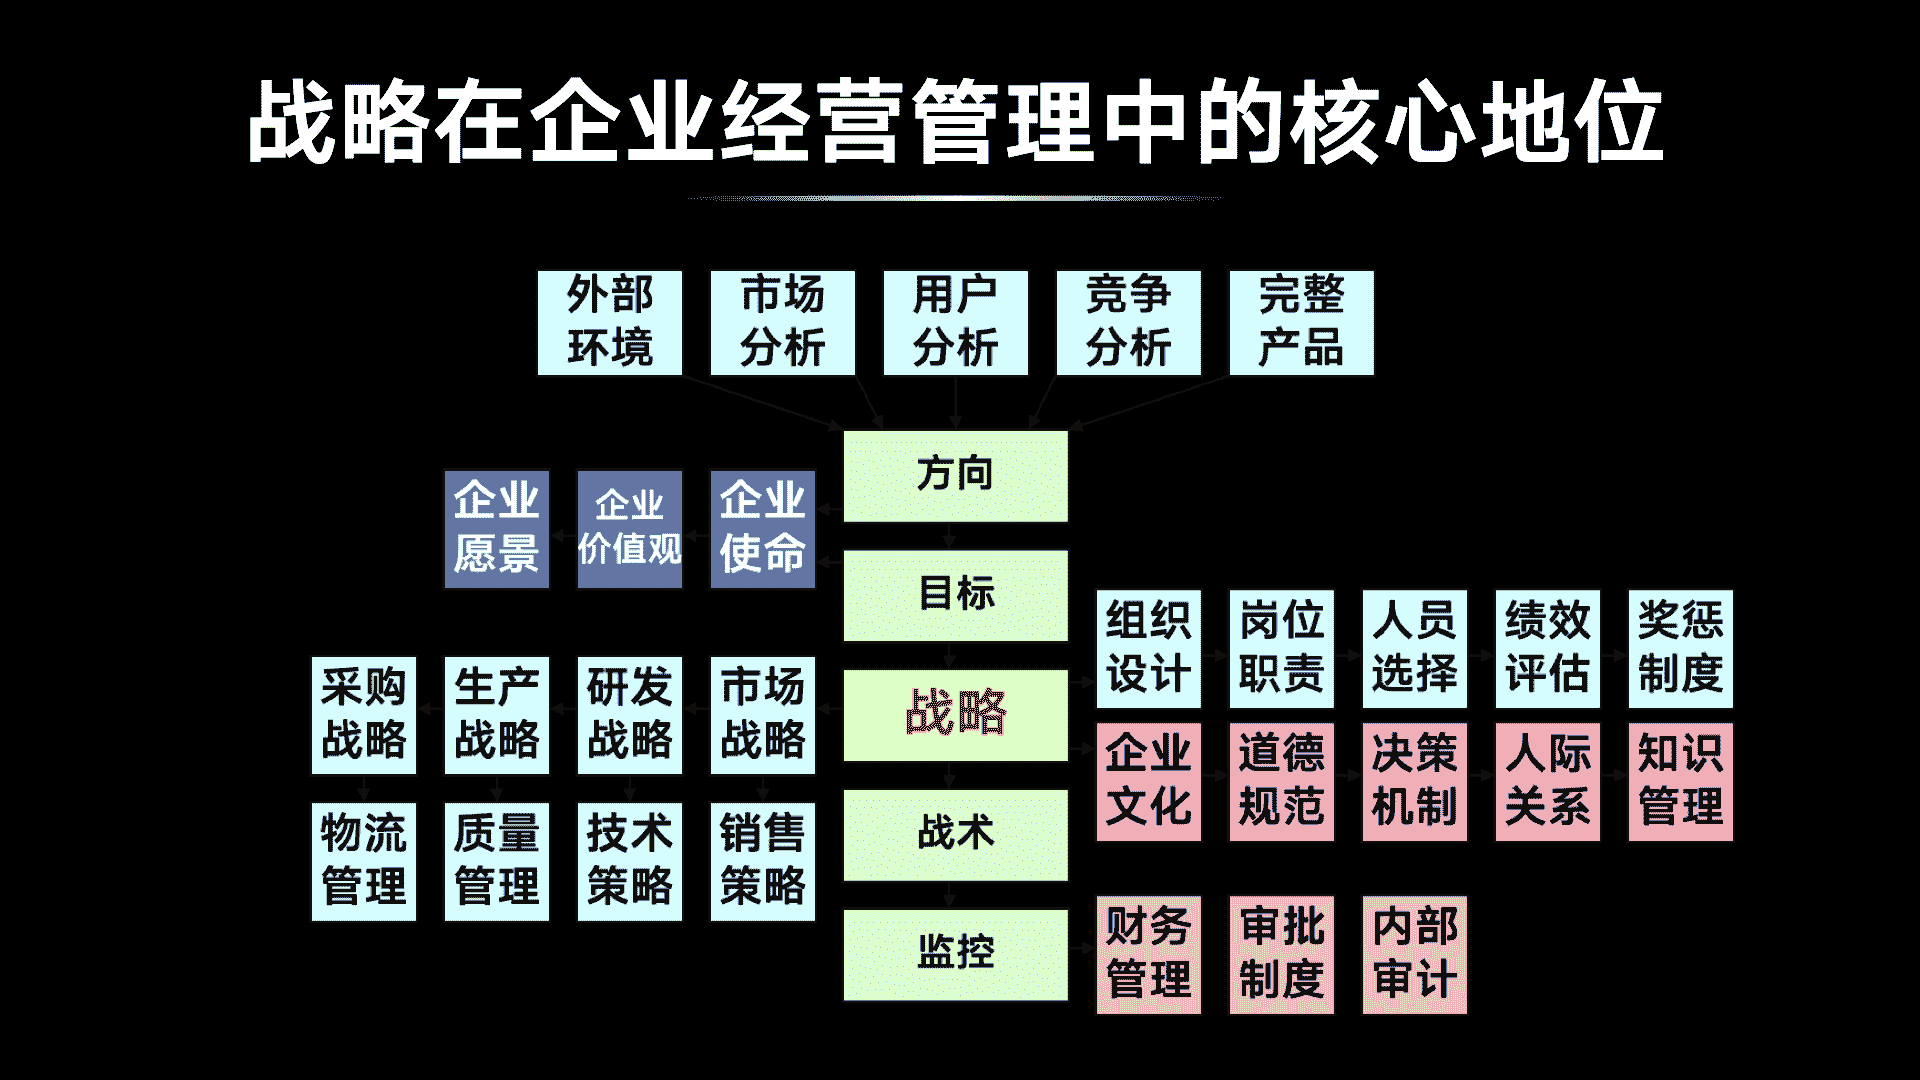 战略在企业经营管理中的核心地位
外部
环境
市场
分析
用户
分析
竞争
分析
完整
产品
方向
企业
愿景
企业
价值观
企业
使命
目标
组织
设计
岗位
职责
人员
选择
绩效
评估
奖惩
制度
采购
战略
生产
战略
研发
战略
市场
战略
战略
企业
文化
道德
规范
决策
机制
人际
关系
知识
管理
物流
管理
质量
管理
技术
策略
销售
策略
战术
监控
财务
管理
审批
制度
内部
审计